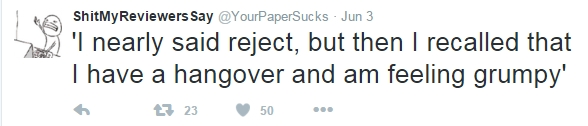 ShitMyReviewersSay @YourPaperSucks · Jun 3
'I nearly said reject, but then I recalled that
I have a hangover and am feeling grumpy'
23 50